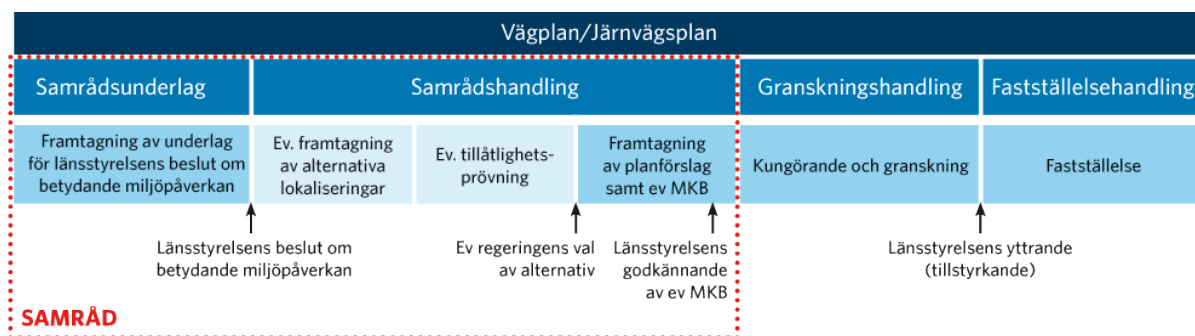 Vägplan/Järnvägsplan
Samrådsunderlag
Samrådshandling
Granskningshandling
Fastställelsehandling
Framtagning av underlag
för länsstyrelsens beslut om
betydande miljöpåverkan
Ev. framtagning
av alternativa
lokaliseringar
Ev. tillåtlighets-
prövning
Framtagning
av planförslag
samt ev MKB
Kungörande och granskning
Fastställelse
Länsstyrelsens beslut om
betydande miljöpåverkan
Ev regeringens val
av alternativ
Länsstyrelsens
godkännande
av ev MKB
Länsstyrelsens yttrande
(tillstyrkande)
SAMRÅD